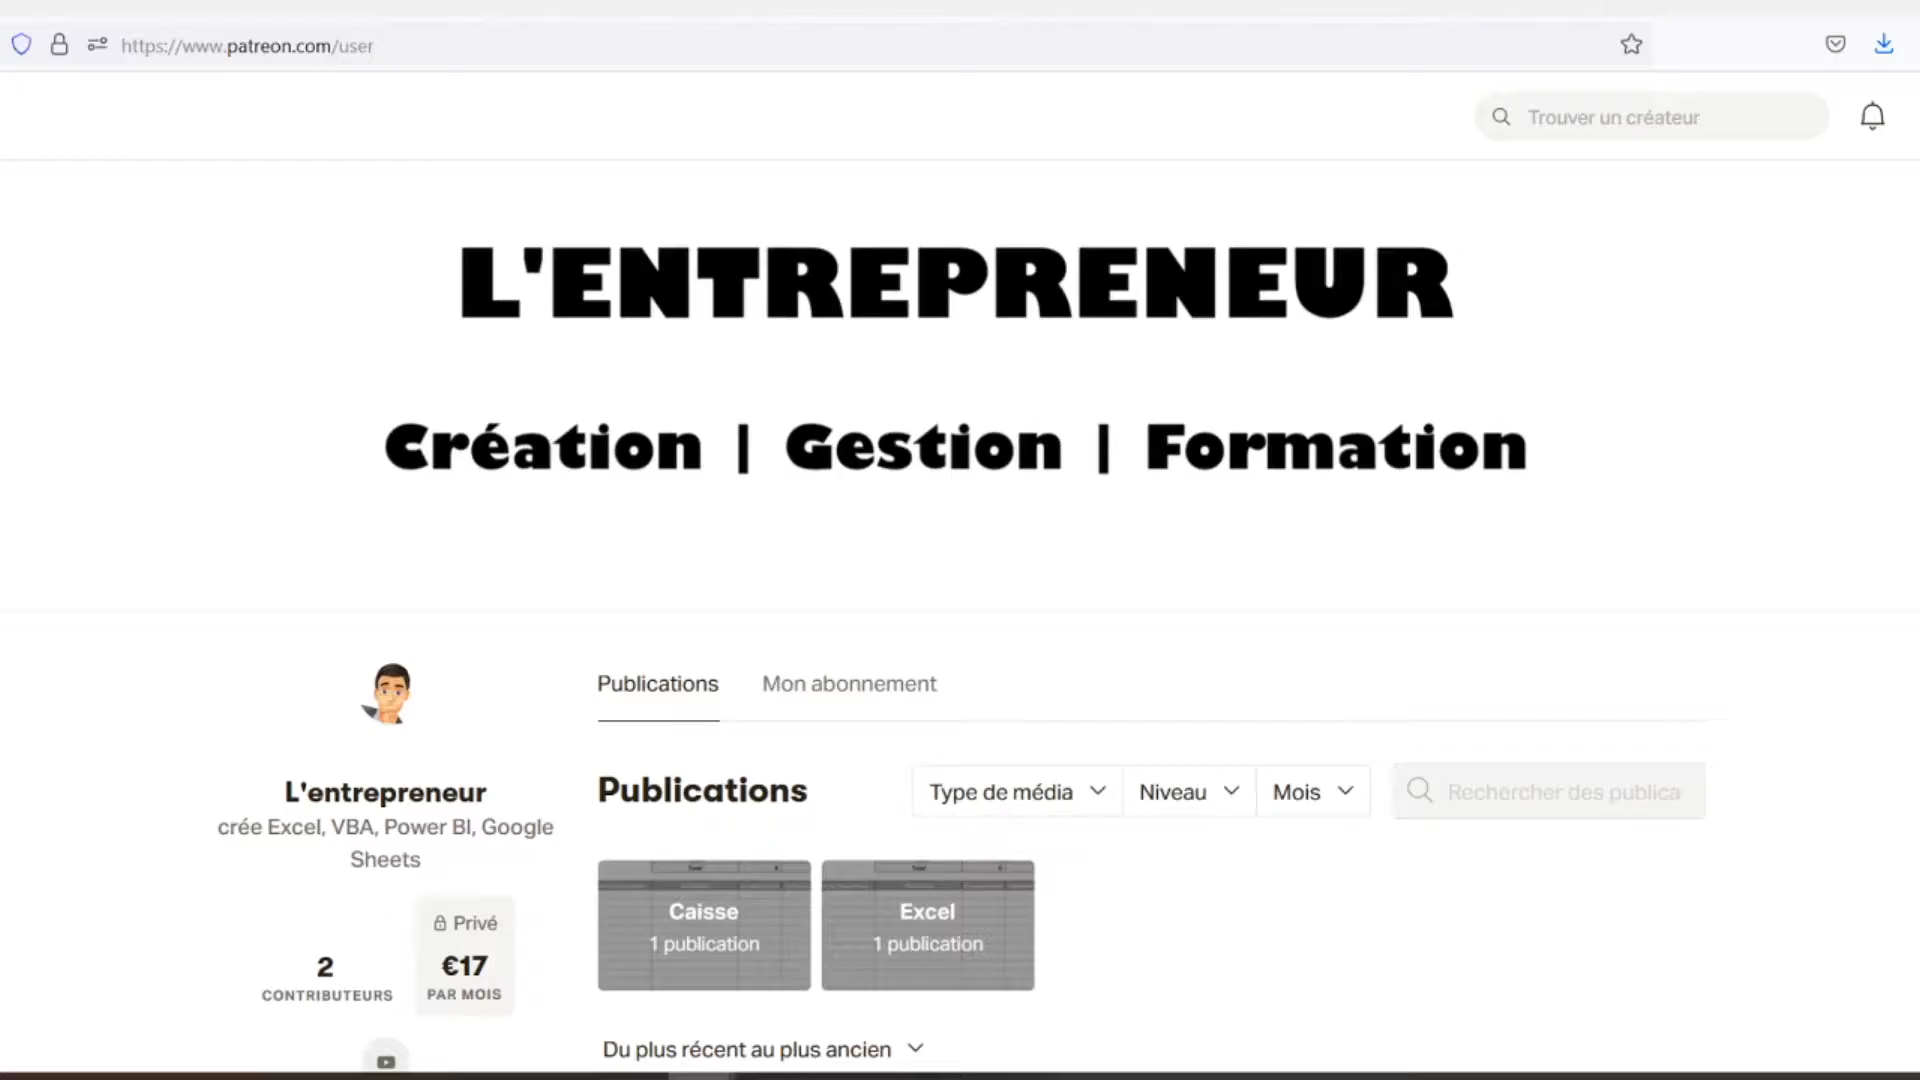 https://www.patreon.com/user
Trouver un créateur
L'ENTREPRENEUR
Création | Gestion | Formation
Publications
Mon abonnement
L'entrepreneur
crée Excel, VBA, Power BI, Google
Sheets
2
CONTRIBUTEURS
Privé
€17
PAR MOIS
Publications
Type de média
Niveau
Mois
Rechercher des publica
Caisse
1 publication
Excel
1 publication
Du plus récent au plus ancien